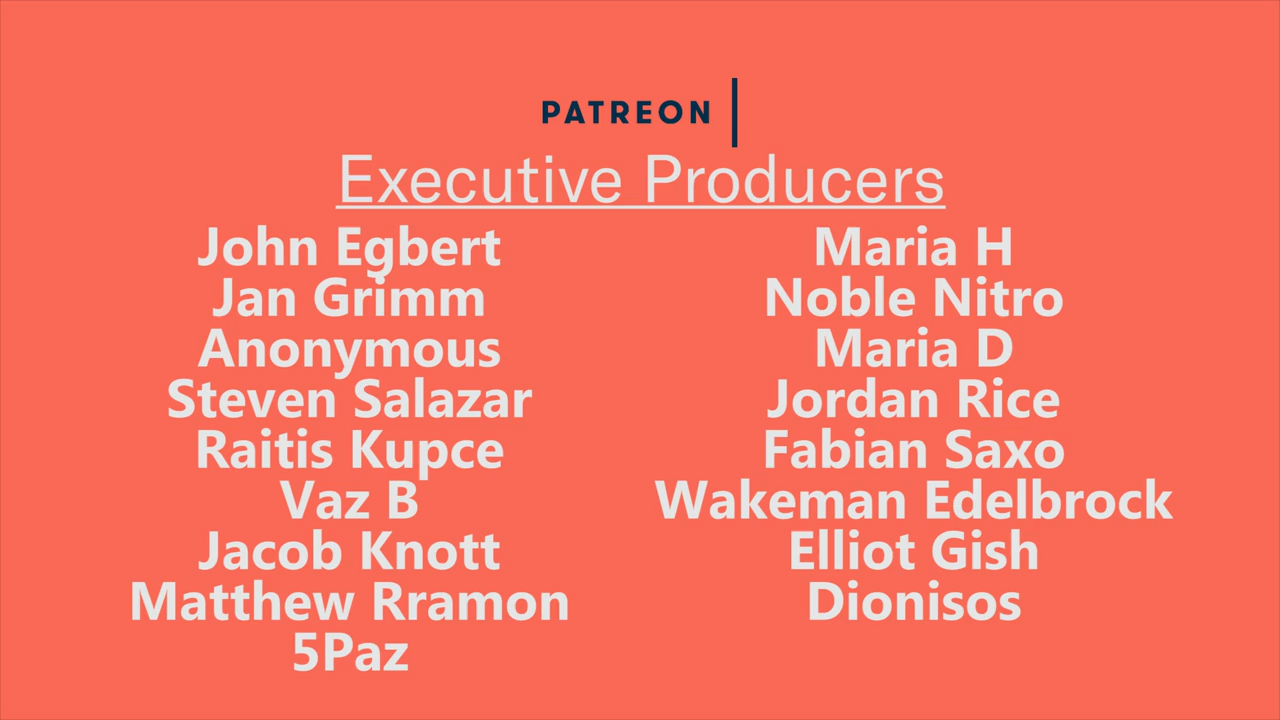 PATREON
Executive Producers
John Egbert
Jan Grimm
Anonymous
Steven Salazar
Raitis Kupce
Vaz B
Jacob Knott
Matthew Rramon
5Paz
Maria H
Noble Nitro
Maria D
Jordan Rice
Fabian Saxo
Wakeman Edelbrock
Elliot Gish
Dionisos